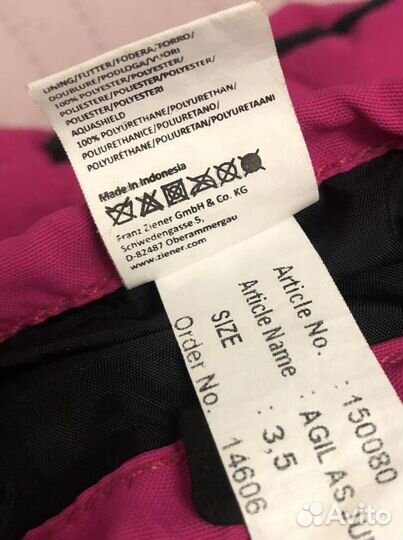 LINING/FUTTER/FODERA/FORRO/
DOUBLURE/PODLOGA/VUORI/
100% POLYESTER/POLYESTER/
POLIESTERE/POLIESTER/POLYESTER/
POLYESTER/POLYESTERI
AQUASHIELD
100% POLYURETHANE/POLYURETHAN/
POLIURETHANICE/POLIURETANO/
POLYURETHANE/POLIURETAN/POLYURETAANI
Made in Indonesia
Franz Ziener GmbH & Co. KG
Schwedengasse 5,
D-82487 Oberammergau
www.ziener.com
Article No. : 150080
Article Name : AGIL AS
SIZE : 3,5
Order No. 14606
Avito